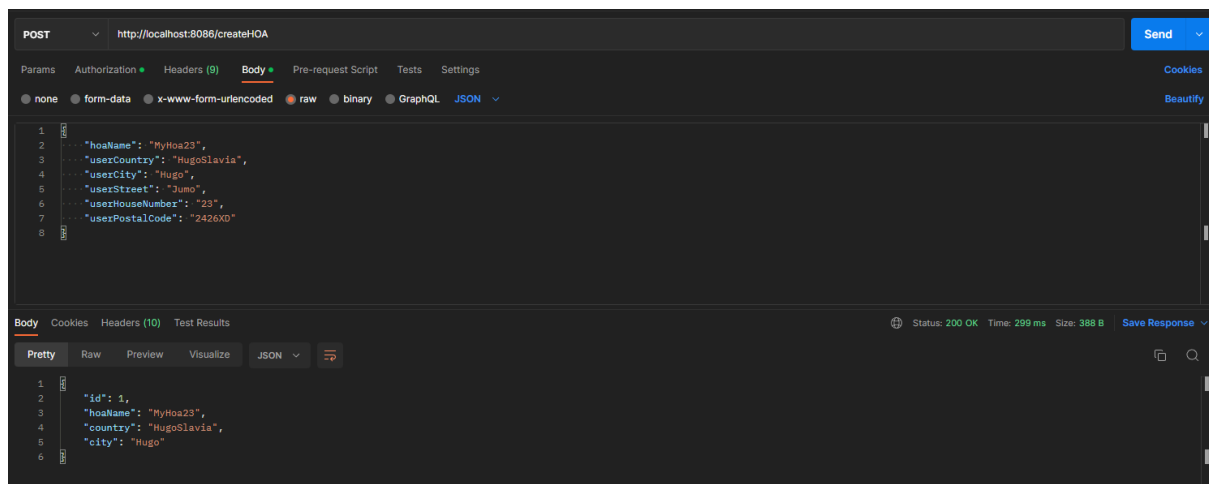 POST http://localhost:8086/createHOA Send
Params Authorization Headers (9) Body Pre-request Script Tests Settings Cookies
none form-data x-www-form-urlencoded raw binary GraphQL JSON Beautify
1 {
2 "hoaName": "MyHoa23",
3 "userCountry": "HugoSlavia",
4 "userCity": "Hugo",
5 "userStreet": "Jumo",
6 "userHouseNumber": "23",
7 "userPostalCode": "2426XD"
8 }
Body Cookies Headers (10) Test Results Status: 200 OK Time: 299 ms Size: 388 B Save Response
Pretty Raw Preview Visualize JSON
1 {
2 "id": 1,
3 "hoaName": "MyHoa23",
4 "country": "HugoSlavia",
5 "city": "Hugo"
6 }